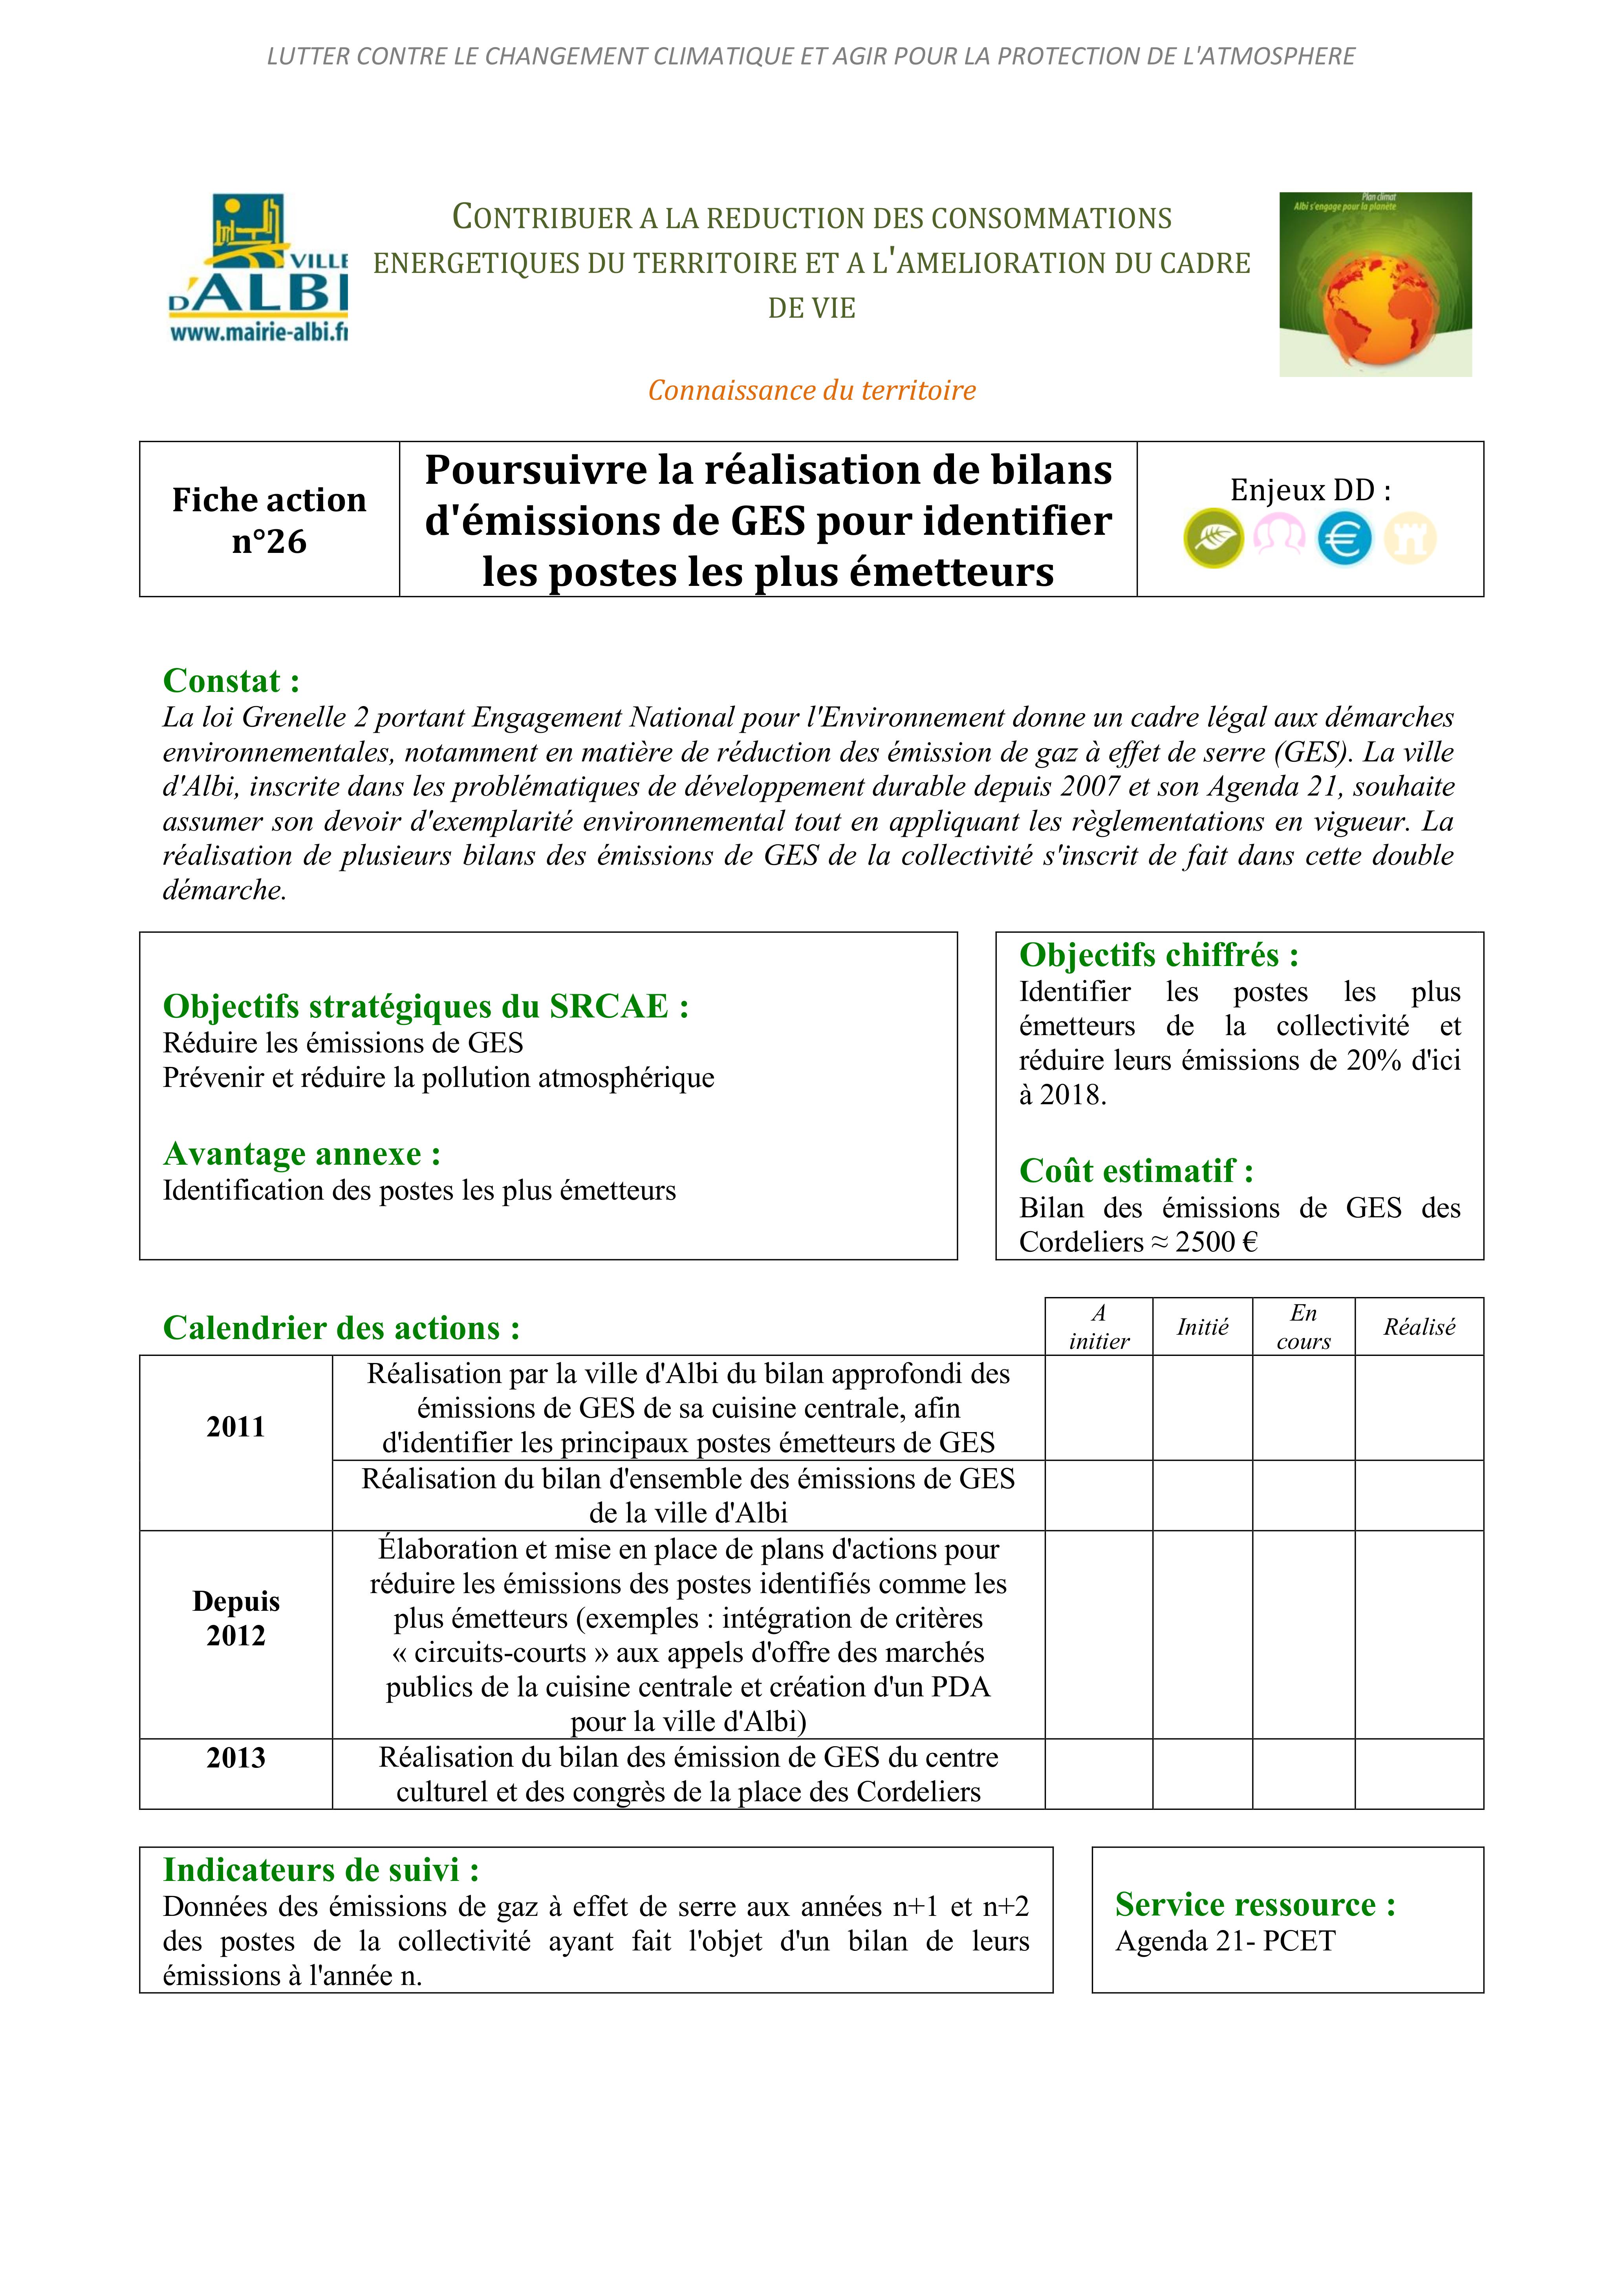 LUTTER CONTRE LE CHANGEMENT CLIMATIQUE ET AGIR POUR LA PROTECTION DE L'ATMOSPHERE
VILLE
D'ALBI
www.mairie-albi.fr
CONTRIBUER A LA REDUCTION DES CONSOMMATIONS
ENERGETIQUES DU TERRITOIRE ET A L'AMELIORATION DU CADRE
DE VIE
Plan climat
Albi s'engage pour la planète
Connaissance du territoire
Fiche action
n°26
Poursuivre la réalisation de bilans
d'émissions de GES pour identifier
les postes les plus émetteurs
Enjeux DD :
€
Constat :
La loi Grenelle 2 portant Engagement National pour l'Environnement donne un cadre légal aux démarches
environnementales, notamment en matière de réduction des émission de gaz à effet de serre (GES). La ville
d'Albi, inscrite dans les problématiques de développement durable depuis 2007 et son Agenda 21, souhaite
assumer son devoir d'exemplarité environnemental tout en appliquant les règlementations en vigueur. La
réalisation de plusieurs bilans des émissions de GES de la collectivité s'inscrit de fait dans cette double
démarche.
Objectifs stratégiques du SRCAE :
Réduire les émissions de GES
Prévenir et réduire la pollution atmosphérique
Avantage annexe :
Identification des postes les plus émetteurs
Objectifs chiffrés :
Identifier les postes les plus
émetteurs de la collectivité et
réduire leurs émissions de 20% d'ici
à 2018.
Coût estimatif :
Bilan des émissions de GES des
Cordeliers ≈ 2500 €
Calendrier des actions :
A
initier
Initié
En
cours
Réalisé
2011
Réalisation par la ville d'Albi du bilan approfondi des
émissions de GES de sa cuisine centrale, afin
d'identifier les principaux postes émetteurs de GES
Réalisation du bilan d'ensemble des émissions de GES
de la ville d'Albi
Depuis
2012
Élaboration et mise en place de plans d'actions pour
réduire les émissions des postes identifiés comme les
plus émetteurs (exemples : intégration de critères
« circuits-courts » aux appels d'offre des marchés
publics de la cuisine centrale et création d'un PDA
pour la ville d'Albi)
2013
Réalisation du bilan des émission de GES du centre
culturel et des congrès de la place des Cordeliers
Indicateurs de suivi :
Données des émissions de gaz à effet de serre aux années n+1 et n+2
des postes de la collectivité ayant fait l'objet d'un bilan de leurs
émissions à l'année n.
Service ressource :
Agenda 21- PCET